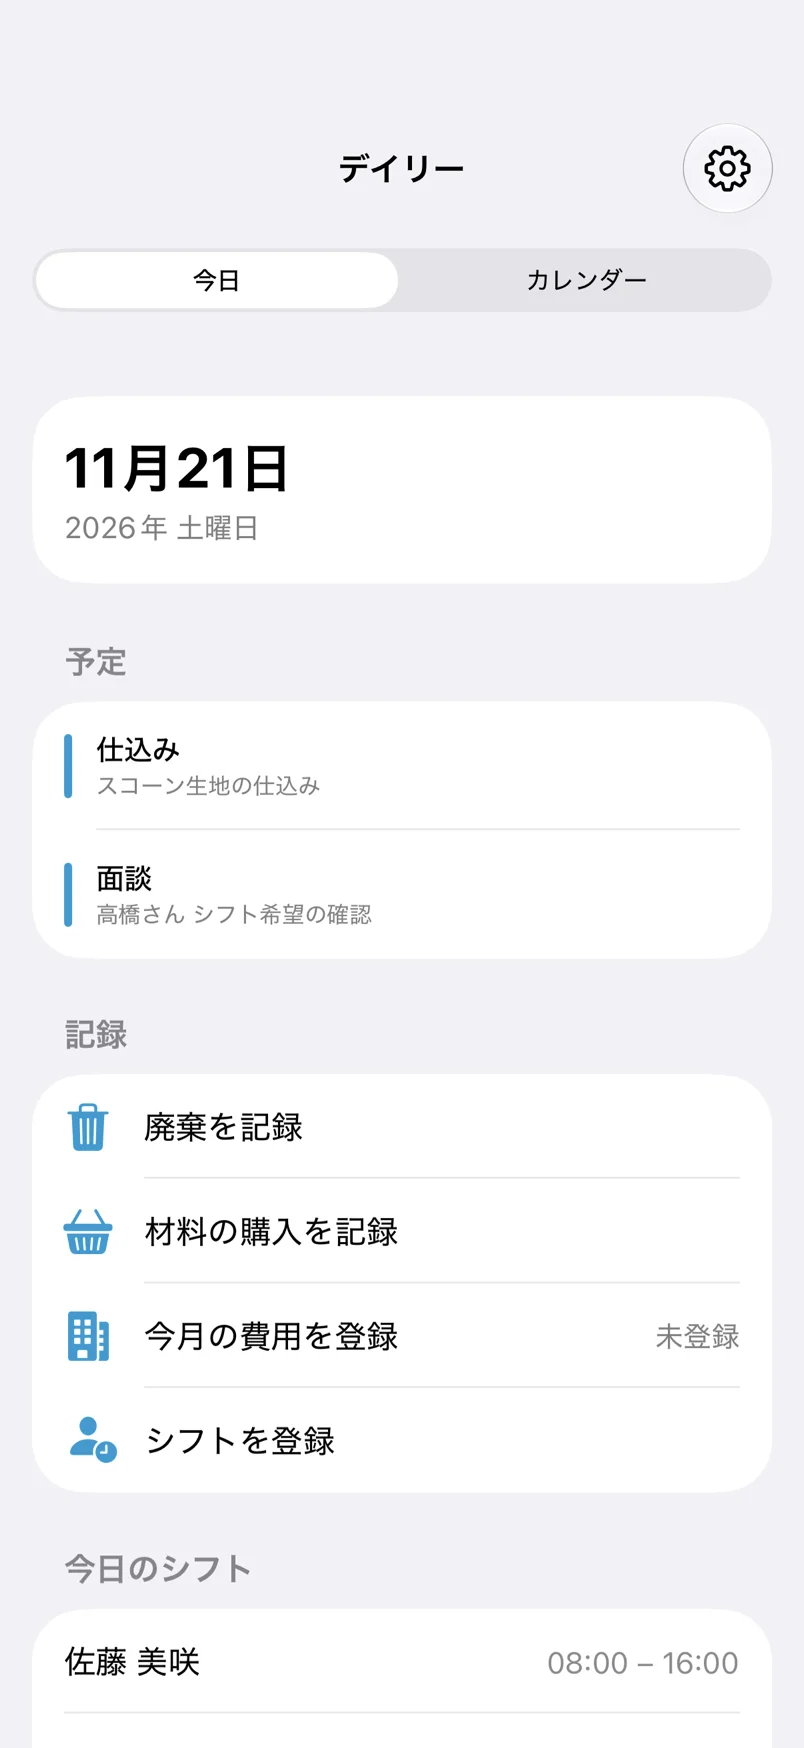 デイリー
今日
カレンダー
11月21日
2026年 土曜日
予定
仕込み
スコーン生地の仕込み
面談
高橋さん シフト希望の確認
記録
廃棄を記録
材料の購入を記録
今月の費用を登録
未登録
シフトを登録
今日のシフト
佐藤 美咲
08:00 – 16:00